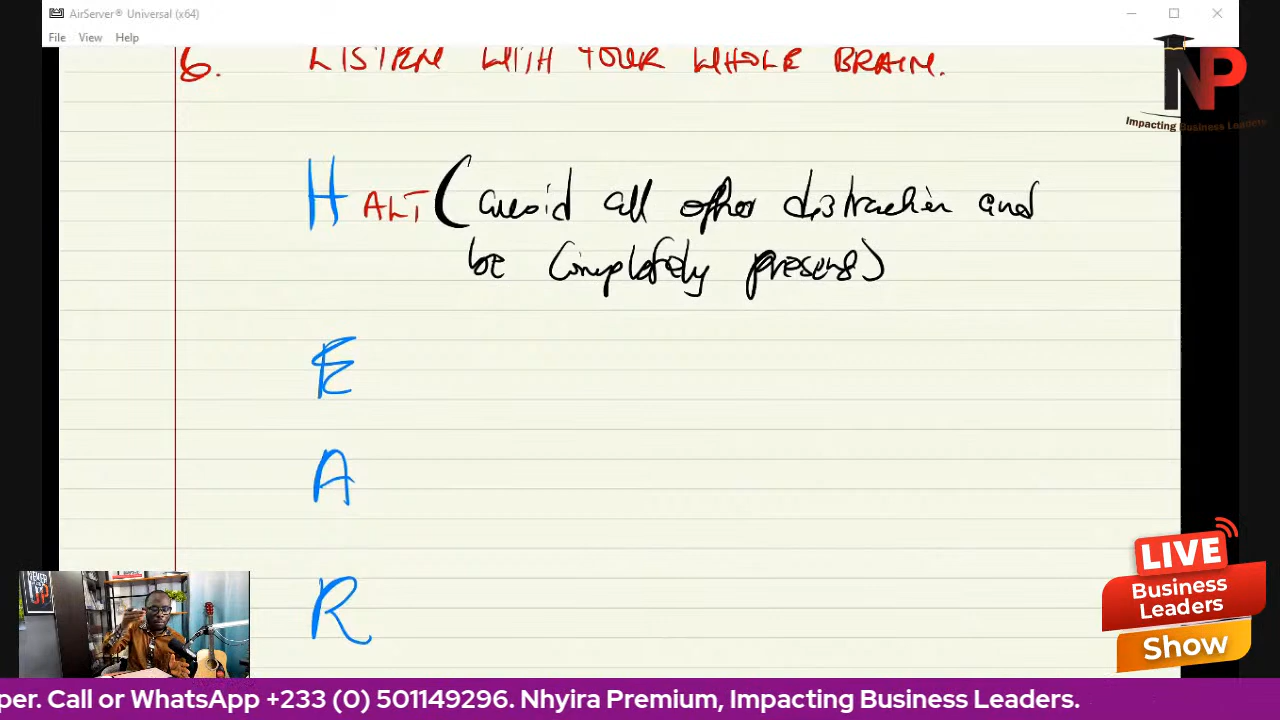 AirServer® Universal (x64)
File View Help
6. LISTEN WITH YOUR WHOLE BRAIN.
NP
Impacting Business Leaders
HALT (avoid all other distraction and
be completely present)
E
A
R
LIVE
Business
Leaders
Show
per. Call or WhatsApp +233 (0) 501149296. Nhyira Premium, Impacting Business Leaders.